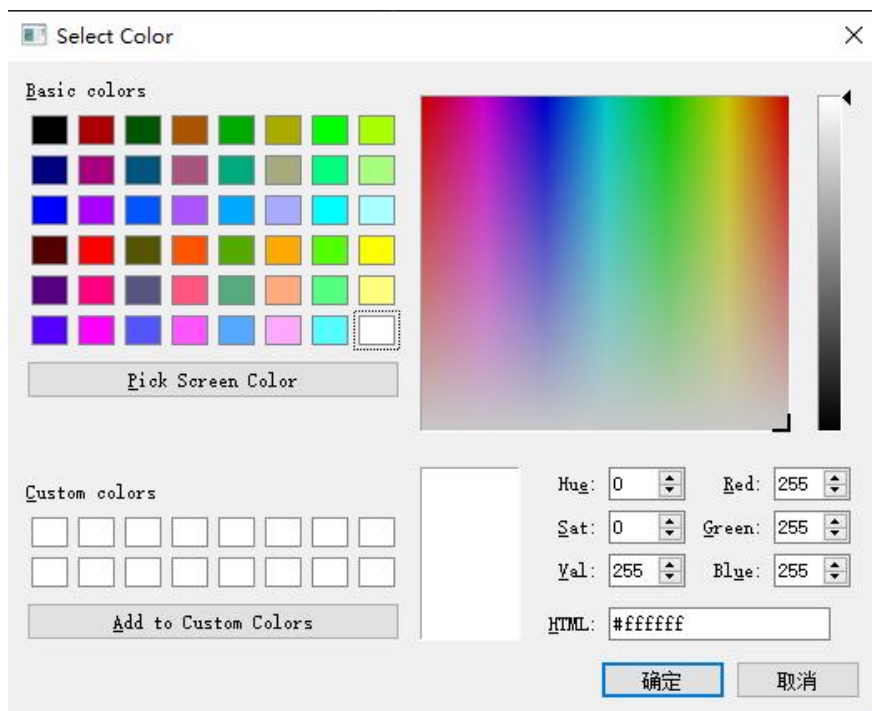 Select Color
Basic colors
Pick Screen Color
Custom colors
Add to Custom Colors
Hue: 0 Red: 255
Sat: 0 Green: 255
Val: 255 Blue: 255
HTML: #ffffff
确定 取消